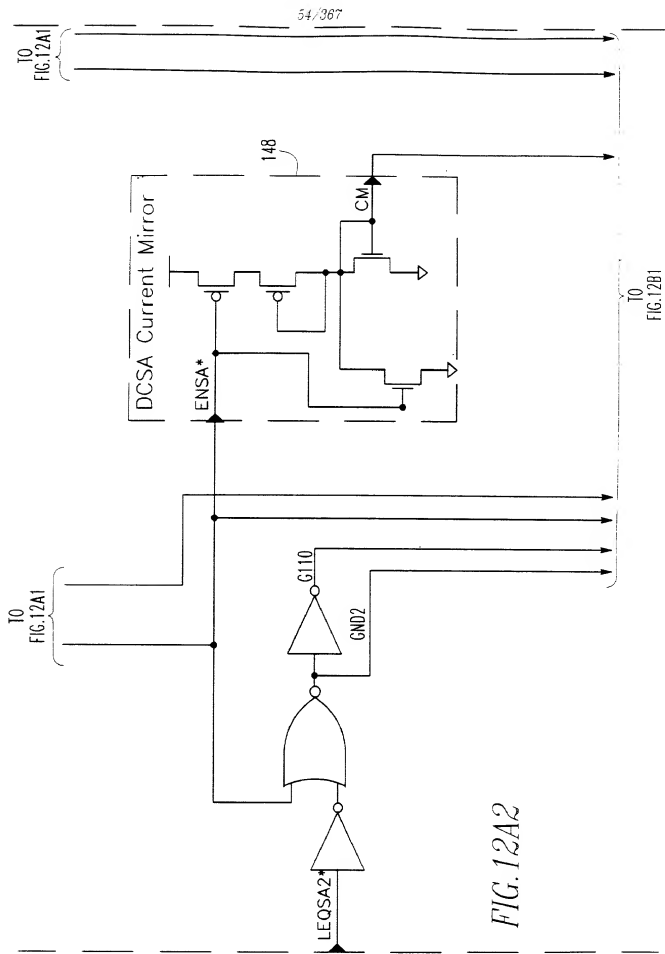 54/367
TO
FIG.12A1
148
DCSA Current Mirror
CM
ENSA*
TO
FIG.12B1
TO
FIG.12A1
G110
GND2
LEQSA2*
FIG.12A2